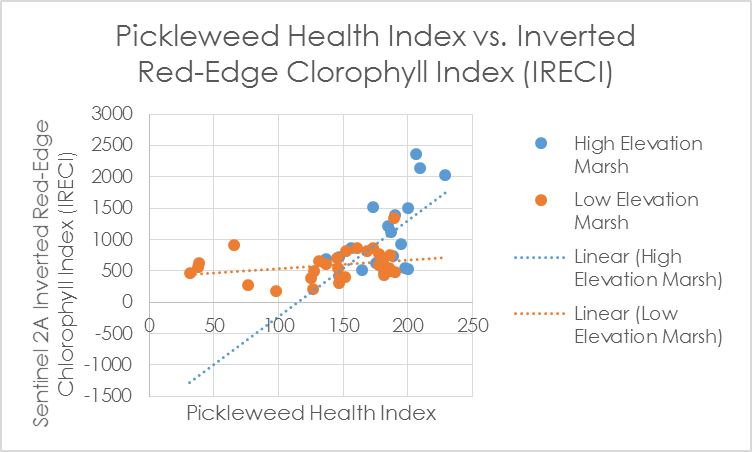 Pickleweed Health Index vs. Inverted
Red-Edge Clorophyll Index (IRECI)
Sentinel 2A Inverted Red-Edge
Chlorophyll Index (IRECI)
3000
2500
2000
1500
1000
500
0
-500
-1000
-1500
0
50
100
150
200
250
Pickleweed Health Index
High Elevation
Marsh
Low Elevation
Marsh
Linear (High
Elevation Marsh)
Linear (Low
Elevation Marsh)